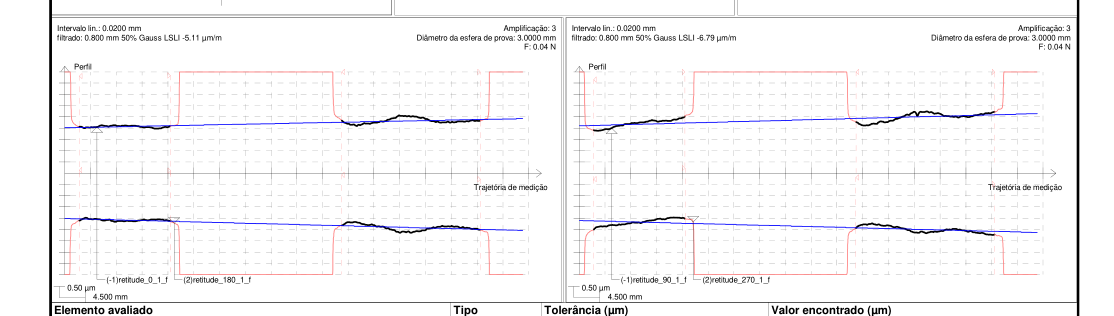 Intervalo lin.: 0.0200 mm
filtrado: 0.800 mm 50% Gauss LSLI -5.11 µm/m
Amplificação: 3
Diâmetro da esfera de prova: 3.0000 mm
F: 0.04 N
Perfil
Trajetória de medição
(-1)retitude_0_1_f
(2)retitude_180_1_f
0.50 µm
4.500 mm
Intervalo lin.: 0.0200 mm
filtrado: 0.800 mm 50% Gauss LSLI -6.79 µm/m
Amplificação: 3
Diâmetro da esfera de prova: 3.0000 mm
F: 0.04 N
Perfil
Trajetória de medição
(-1)retitude_90_1_f
(2)retitude_270_1_f
0.50 µm
4.500 mm
Elemento avaliado
Tipo
Tolerância (µm)
Valor encontrado (µm)